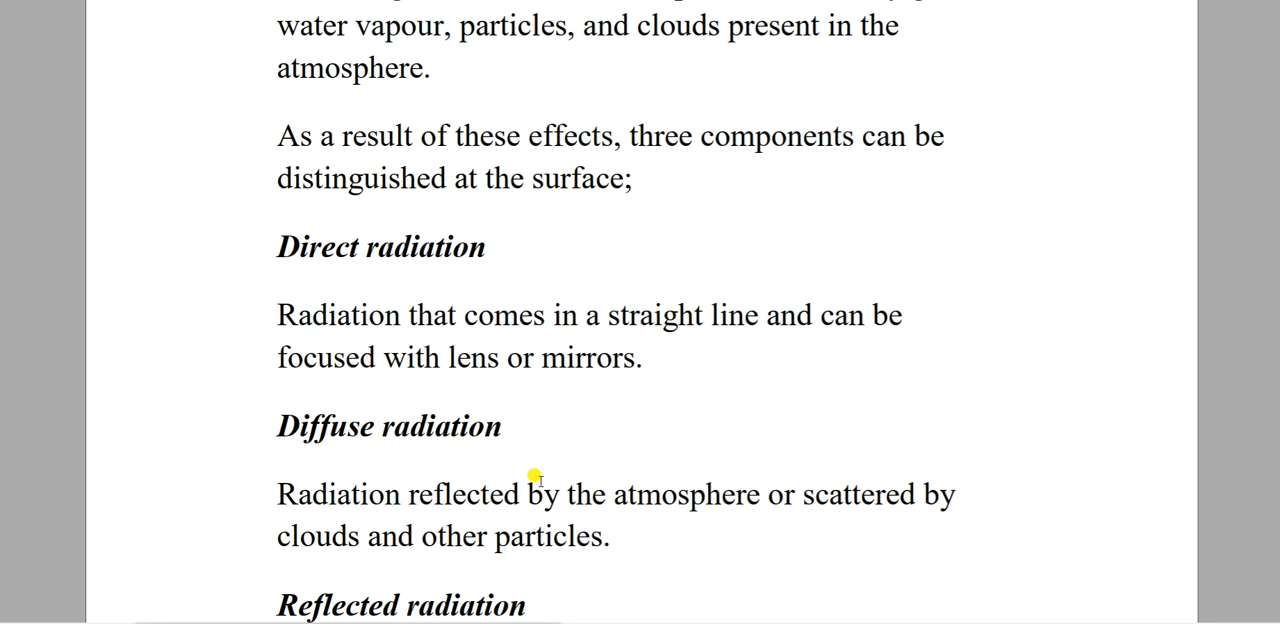 water vapour, particles, and clouds present in the
atmosphere.
As a result of these effects, three components can be
distinguished at the surface;
Direct radiation
Radiation that comes in a straight line and can be
focused with lens or mirrors.
Diffuse radiation
Radiation reflected by the atmosphere or scattered by
clouds and other particles.
Reflected radiation